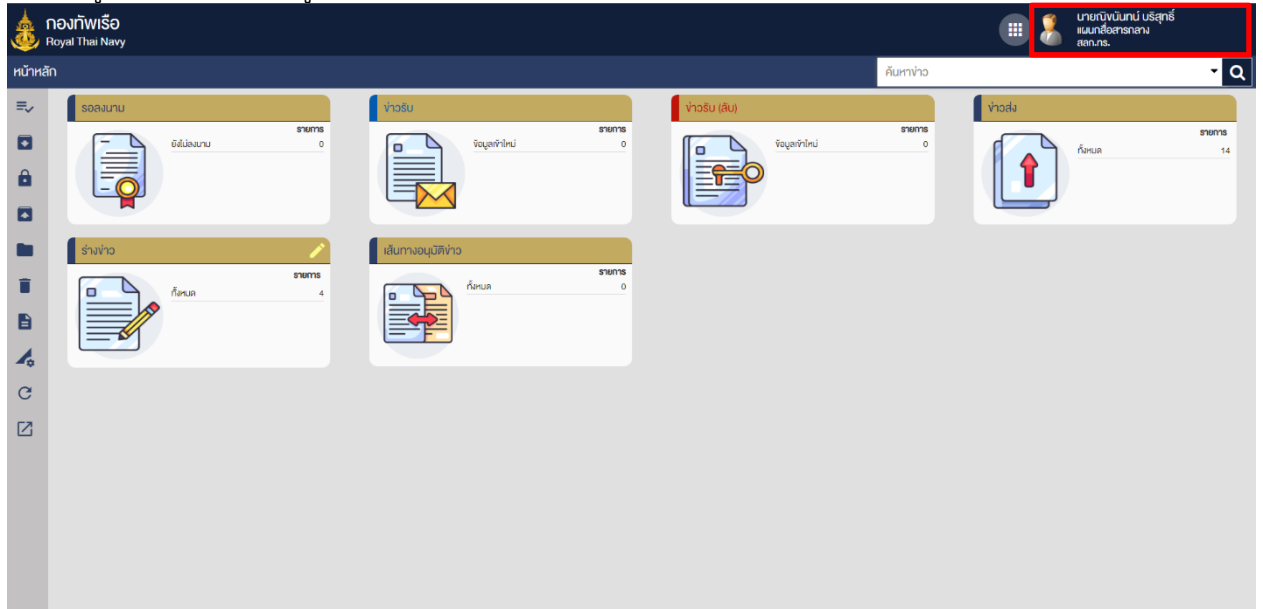 กองทัพเรือ
Royal Thai Navy
นายณิงนันทน์ บริสุทธิ์
แผนกสื่อสารกลาง
สลก.ทร.
หน้าหลัก
ค้นหาข่าว
รอลงนาม
รายการ
ยังไม่ลงนาม 0
ข่าวรับ
รายการ
ข้อมูลเข้าใหม่ 0
ข่าวรับ (ลับ)
รายการ
ข้อมูลเข้าใหม่ 0
ข่าวส่ง
รายการ
ทั้งหมด 14
ร่างข่าว
รายการ
ทั้งหมด 4
เส้นทางอนุมัติข่าว
รายการ
ทั้งหมด 0